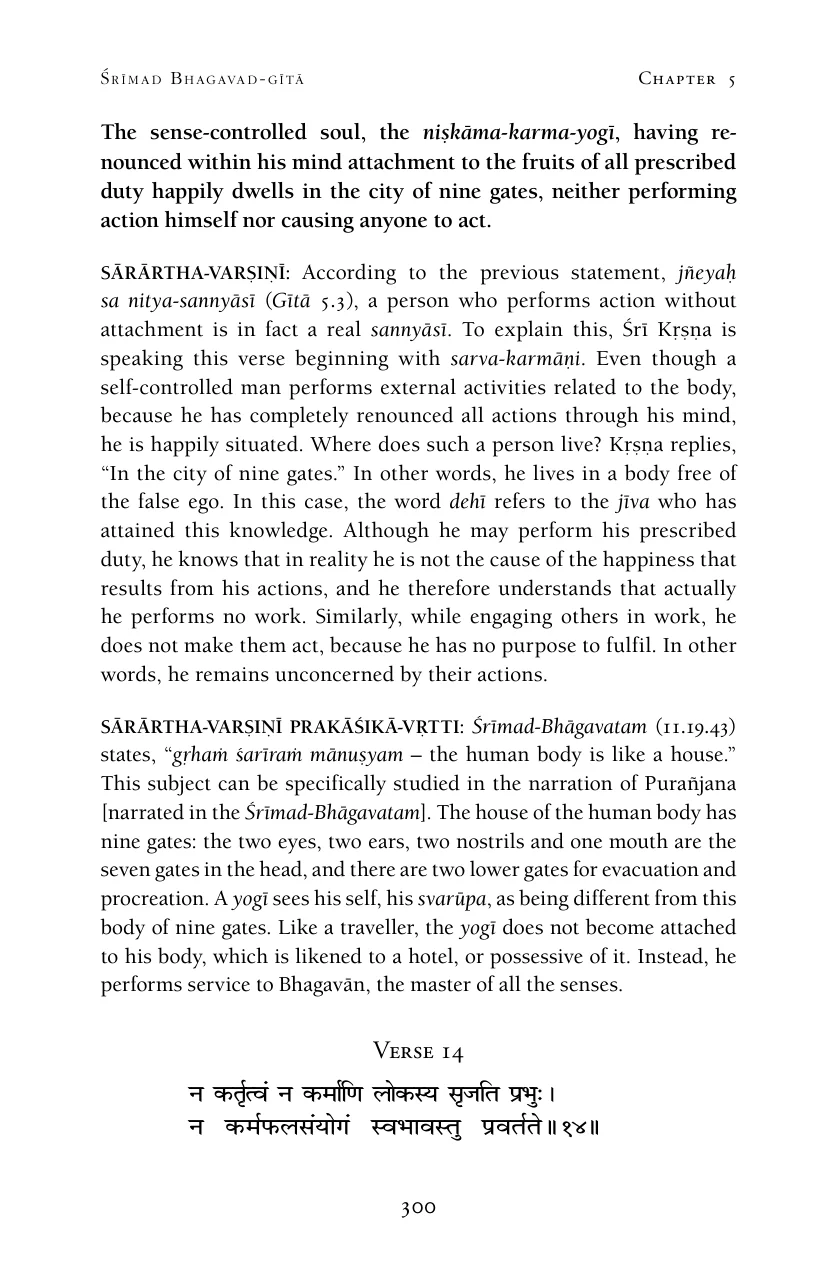 Śrīmad Bhagavad-gītā Chapter 5
The sense-controlled soul, the niṣkāma-karma-yogī, having re-
nounced within his mind attachment to the fruits of all prescribed
duty happily dwells in the city of nine gates, neither performing
action himself nor causing anyone to act.
SĀRĀRTHA-VARṢIṆĪ: According to the previous statement, jñeyaḥ
sa nitya-sannyāsī (Gītā 5.3), a person who performs action without
attachment is in fact a real sannyāsī. To explain this, Śrī Kṛṣṇa is
speaking this verse beginning with sarva-karmāṇi. Even though a
self-controlled man performs external activities related to the body,
because he has completely renounced all actions through his mind,
he is happily situated. Where does such a person live? Kṛṣṇa replies,
“In the city of nine gates.” In other words, he lives in a body free of
the false ego. In this case, the word dehī refers to the jīva who has
attained this knowledge. Although he may perform his prescribed
duty, he knows that in reality he is not the cause of the happiness that
results from his actions, and he therefore understands that actually
he performs no work. Similarly, while engaging others in work, he
does not make them act, because he has no purpose to fulfil. In other
words, he remains unconcerned by their actions.
SĀRĀRTHA-VARṢIṆĪ PRAKĀŚIKĀ-VṚTTI: Śrīmad-Bhāgavatam (11.19.43)
states, “gṛhaṁ śarīraṁ mānuṣyam – the human body is like a house.”
This subject can be specifically studied in the narration of Purañjana
[narrated in the Śrīmad-Bhāgavatam]. The house of the human body has
nine gates: the two eyes, two ears, two nostrils and one mouth are the
seven gates in the head, and there are two lower gates for evacuation and
procreation. A yogī sees his self, his svarūpa, as being different from this
body of nine gates. Like a traveller, the yogī does not become attached
to his body, which is likened to a hotel, or possessive of it. Instead, he
performs service to Bhagavān, the master of all the senses.
Verse 14
न कर्तृत्वं न कर्माणि लोकस्य सृजति प्रभुः।
न कर्मफलसंयोगं स्वभावस्तु प्रवर्तते॥१४॥
300